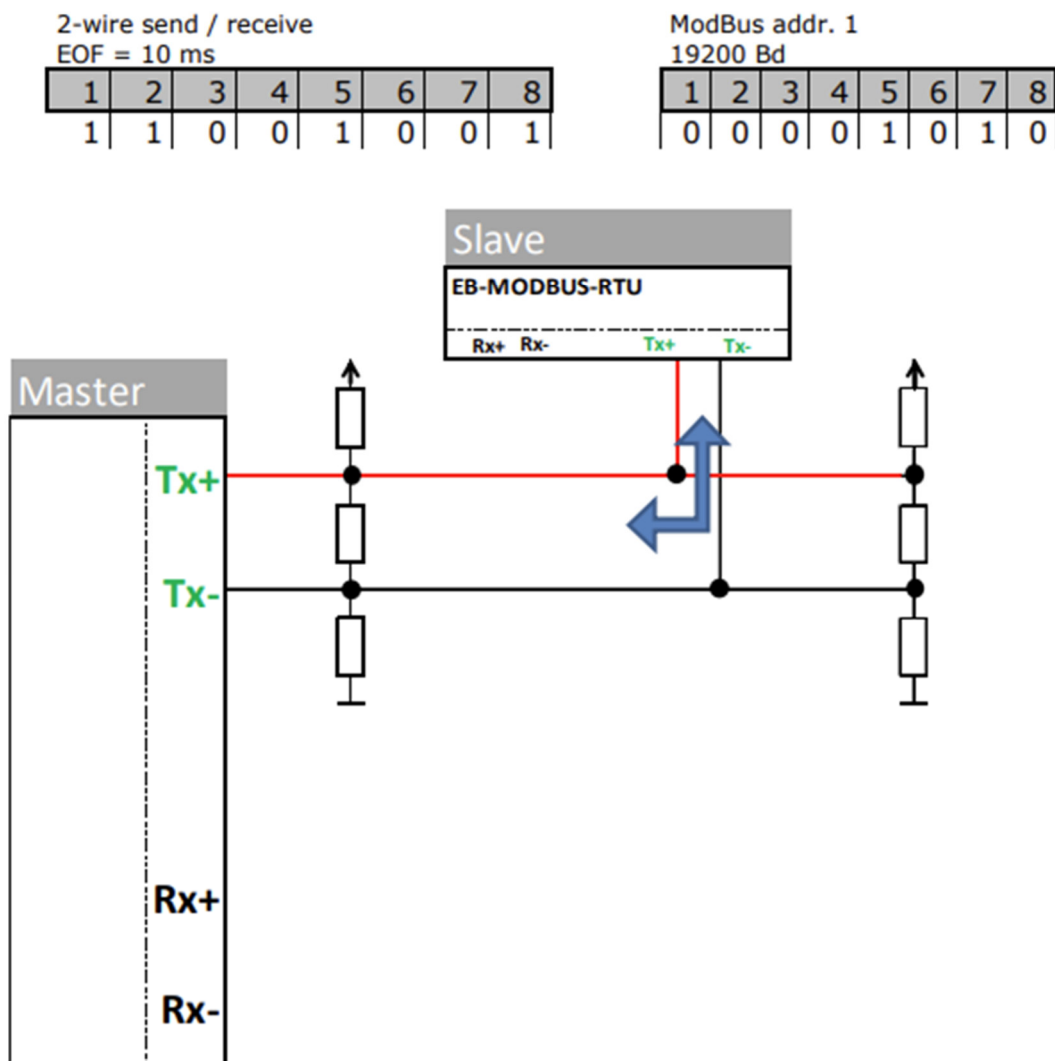 2-wire send / receive
EOF = 10 ms
1 2 3 4 5 6 7 8
1 1 0 0 1 0 0 1
ModBus addr. 1
19200 Bd
1 2 3 4 5 6 7 8
0 0 0 0 1 0 1 0
Slave
EB-MODBUS-RTU
Rx+ Rx- Tx+ Tx-
Master
Tx+
Tx-
Rx+
Rx-